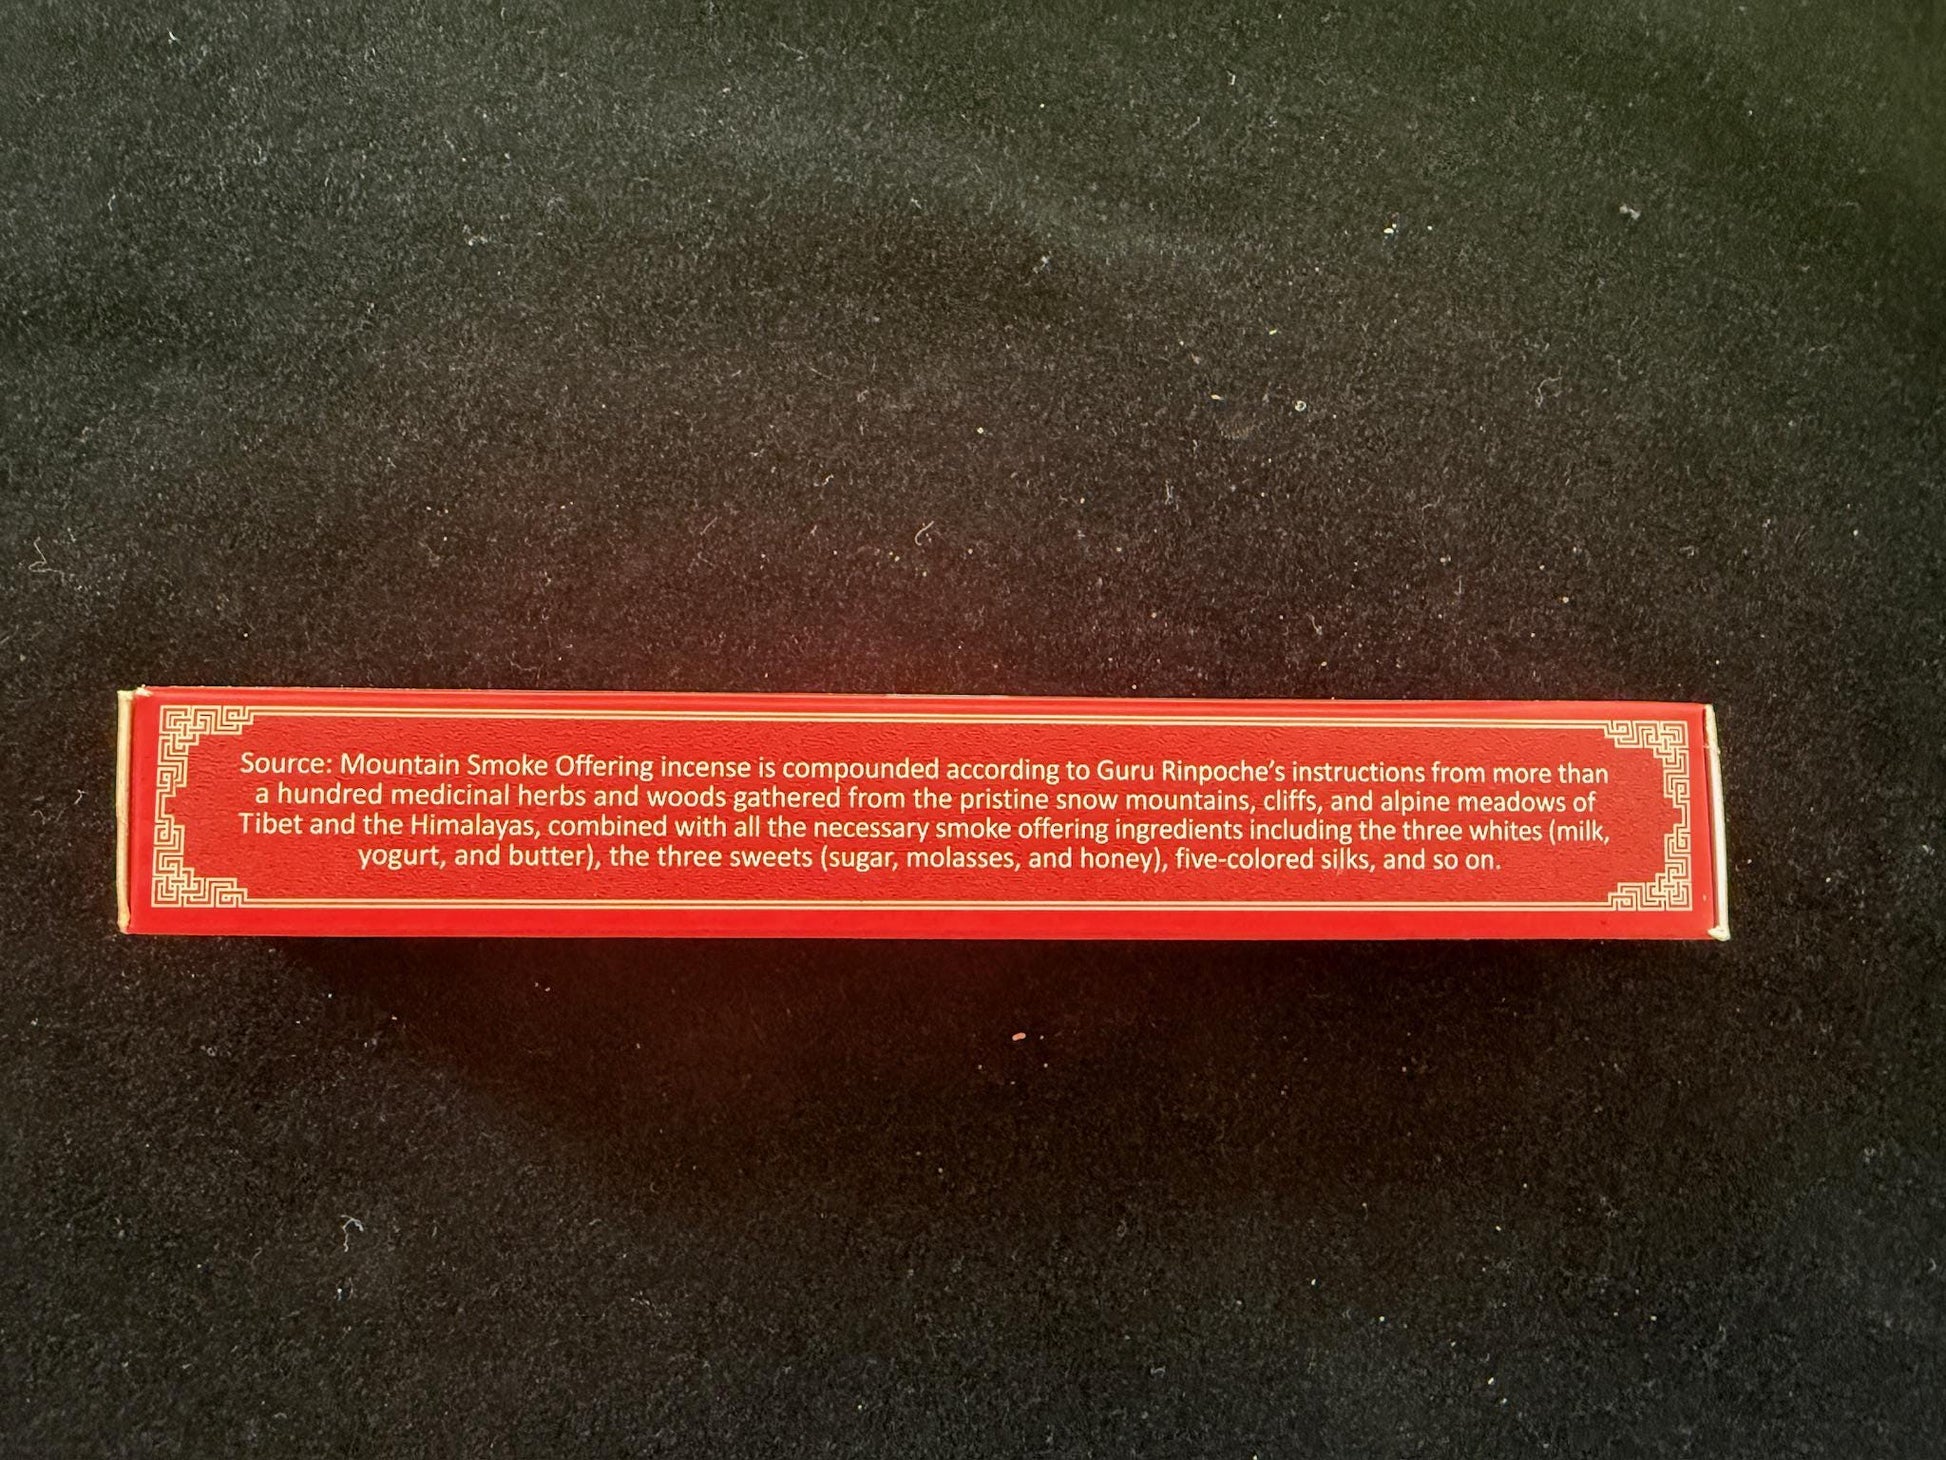 Source: Mountain Smoke Offering incense is compounded according to Guru Rinpoche’s instructions from more than
a hundred medicinal herbs and woods gathered from the pristine snow mountains, cliffs, and alpine meadows of
Tibet and the Himalayas, combined with all the necessary smoke offering ingredients including the three whites (milk,
yogurt, and butter), the three sweets (sugar, molasses, and honey), five-colored silks, and so on.